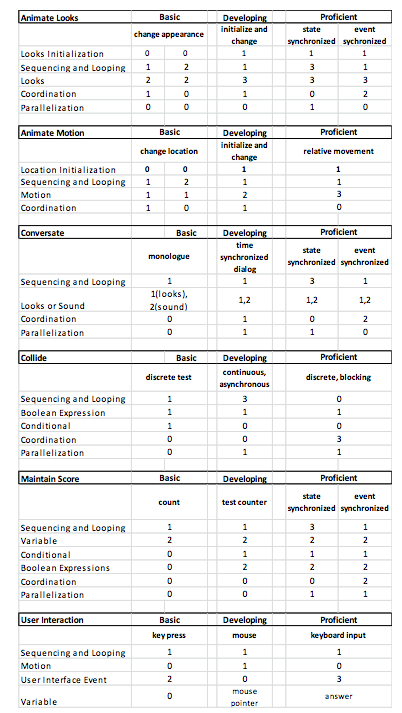 Animate Looks Basic Developing Proficient
change appearance initialize and change state sychronized event sychronized
Looks Initialization 0 0 1 1 1
Sequencing and Looping 1 2 1 3 1
Looks 2 2 3 3 3
Coordination 1 0 1 0 2
Parallelization 0 0 0 1 0
Animate Motion Basic Developing Proficient
change location initialize and change relative movement
Location Initialization 0 0 1 1
Sequencing and Looping 1 2 1 1
Motion 1 1 2 3
Coordination 1 0 1 0
Conversate Basic Developing Proficient
monologue time synchronized dialog state synchronized event synchronized
Sequencing and Looping 1 1 3 1
Looks or Sound 1(looks), 2(sound) 1,2 1,2 1,2
Coordination 0 1 0 2
Parallelization 0 1 1 0
Collide Basic Developing Proficient
discrete test continuous, asynchronous discrete, blocking
Sequencing and Looping 1 3 0
Boolean Expression 1 1 1
Conditional 1 0 0
Coordination 0 0 3
Parallelization 0 1 1
Maintain Score Basic Developing Proficient
count test counter state synchronized event synchronized
Sequencing and Looping 1 1 3 1
Variable 2 2 2 2
Conditional 0 1 1 1
Boolean Expressions 0 2 2 2
Coordination 0 0 0 2
Parallelization 0 0 1 1
User Interaction Basic Developing Proficient
key press mouse keyboard input
Sequencing and Looping 1 1 1
Motion 0 1 0
User Interface Event 2 0 3
Variable 0 mouse pointer answer